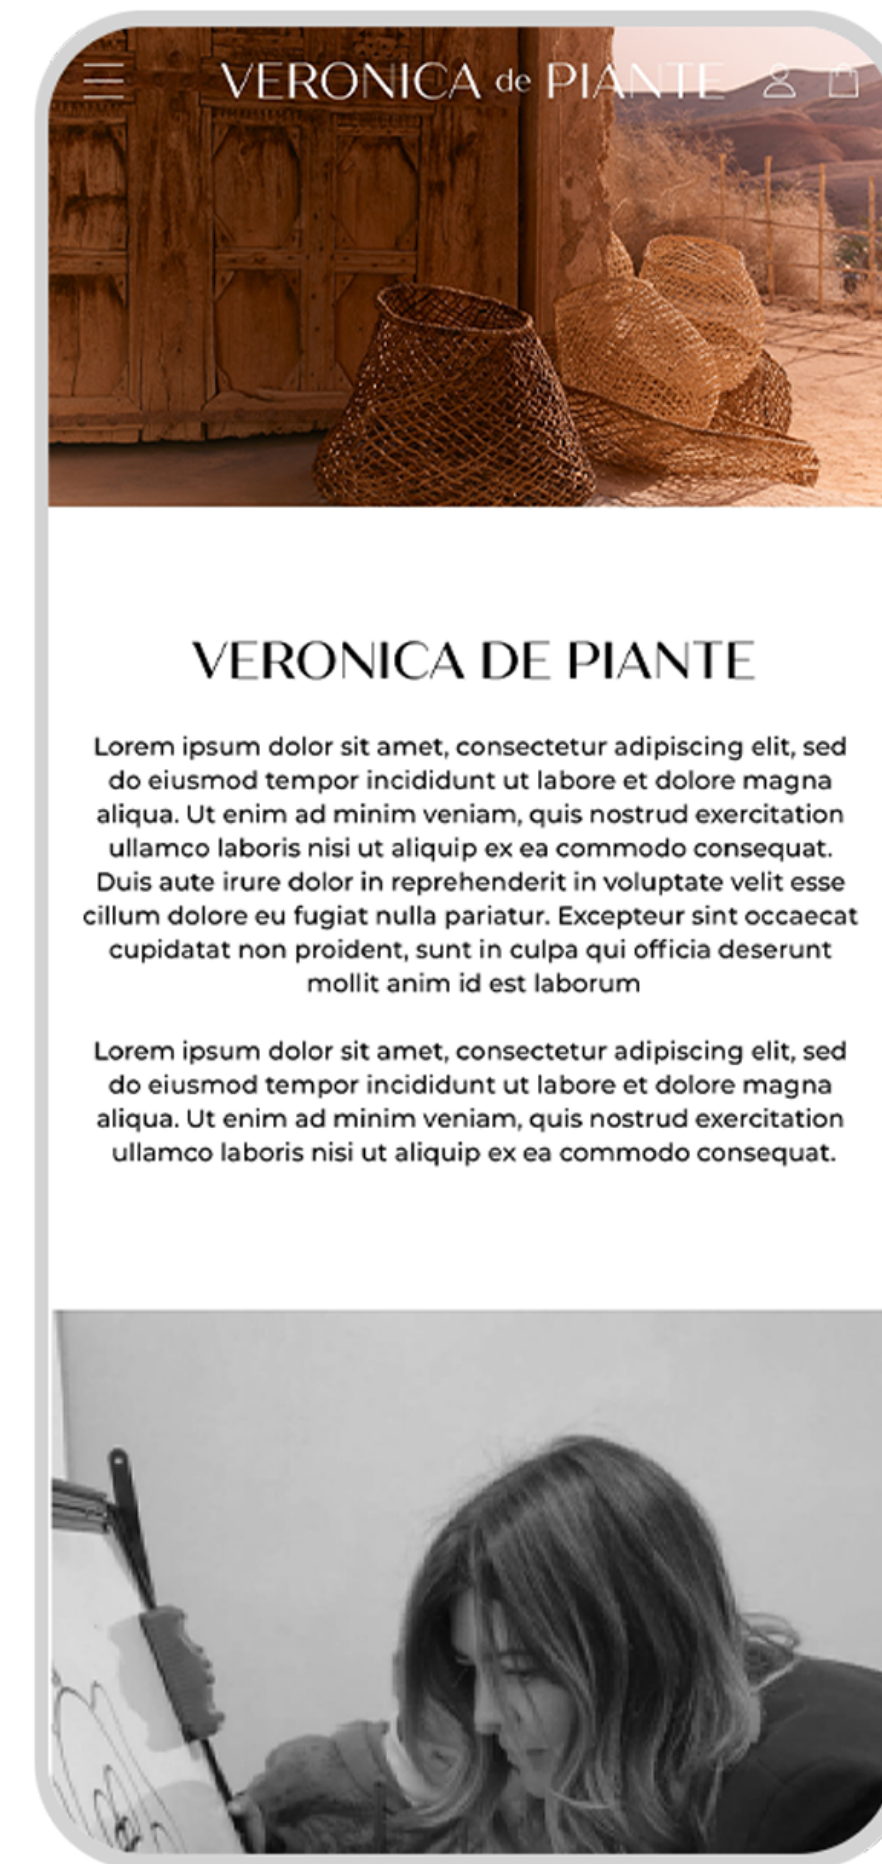 VERONICA de PIANTE
VERONICA DE PIANTE
Lorem ipsum dolor sit amet, consectetur adipiscing elit, sed
do eiusmod tempor incididunt ut labore et dolore magna
aliqua. Ut enim ad minim veniam, quis nostrud exercitation
ullamco laboris nisi ut aliquip ex ea commodo consequat.
Duis aute irure dolor in reprehenderit in voluptate velit esse
cillum dolore eu fugiat nulla pariatur. Excepteur sint occaecat
cupidatat non proident, sunt in culpa qui officia deserunt
mollit anim id est laborum
Lorem ipsum dolor sit amet, consectetur adipiscing elit, sed
do eiusmod tempor incididunt ut labore et dolore magna
aliqua. Ut enim ad minim veniam, quis nostrud exercitation
ullamco laboris nisi ut aliquip ex ea commodo consequat.